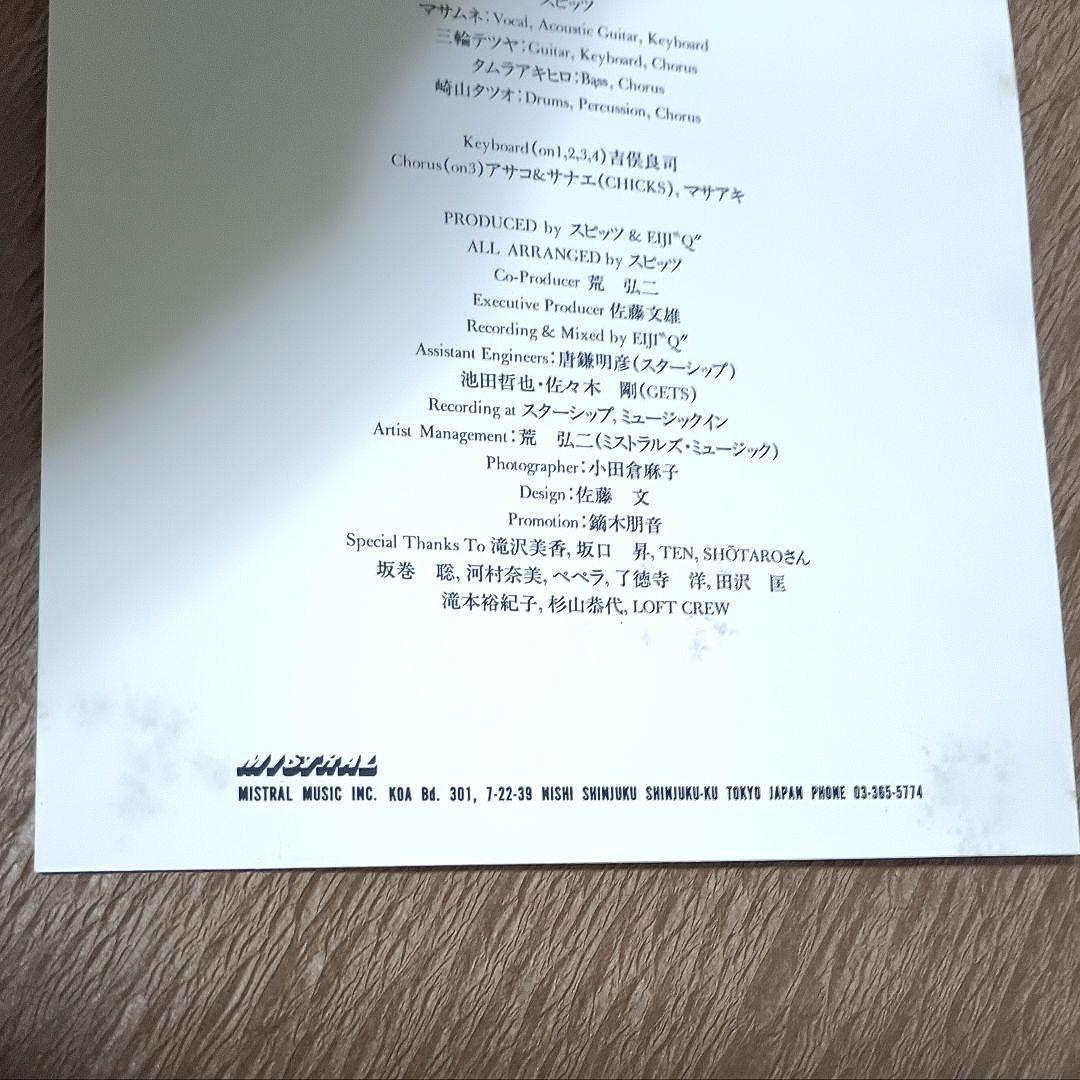 スピッツ
マサムネ:Vocal, Acoustic Guitar, Keyboard
三輪テツヤ:Guitar, Keyboard, Chorus
タムラアキヒロ:Bass, Chorus
崎山タツオ:Drums, Percussion, Chorus
Keyboard(on1,2,3,4)吉俣良司
Chorus(on3)アサコ&サナエ(CHICKS), マサアキ
PRODUCED by スピッツ & EIJI"Q"
ALL ARRANGED by スピッツ
Co-Producer 荒　弘二
Executive Producer 佐藤文雄
Recording & Mixed by EIJI"Q"
Assistant Engineers:唐鎌明彦(スターシップ)
池田哲也・佐々木　剛(GETS)
Recording at スターシップ, ミュージックイン
Artist Management:荒　弘二(ミストラルズ・ミュージック)
Photographer:小田倉麻子
Design:佐藤　文
Promotion:鏑木朋音
Special Thanks To 滝沢美香, 坂口　昇, TEN, SHŌTAROさん
坂巻　聡, 河村奈美, ペペラ, 了徳寺　洋, 田沢　匡
滝本裕紀子, 杉山恭代, LOFT CREW
MISTRAL
MISTRAL MUSIC INC. KOA Bd. 301, 7-22-39 NISHI SHINJUKU SHINJUKU-KU TOKYO JAPAN PHONE 03-365-5774